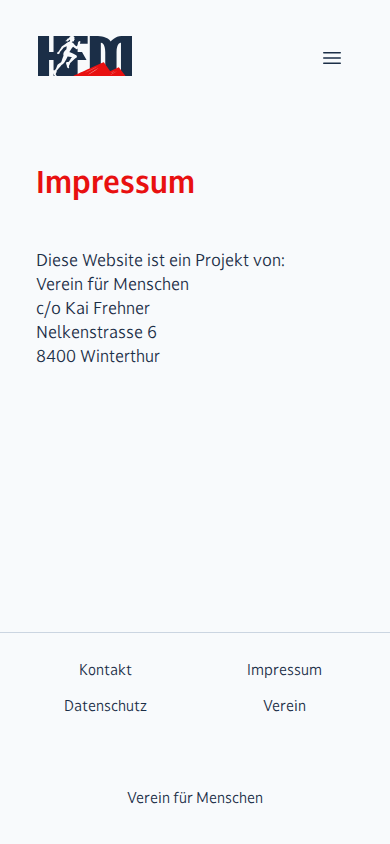 HFM
Impressum
Diese Website ist ein Projekt von:
Verein für Menschen
c/o Kai Frehner
Nelkenstrasse 6
8400 Winterthur
Kontakt
Impressum
Datenschutz
Verein
Verein für Menschen